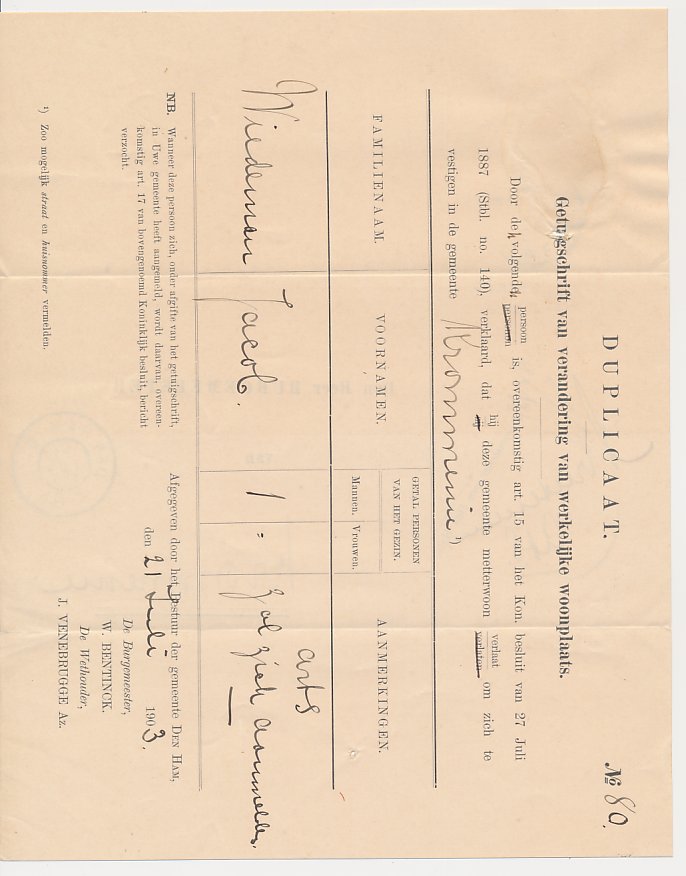 DUPLICAAT.
№ 80.
Getuigschrift van verandering van werkelijke woonplaats.
Door de volgende persoon is, overeenkomstig art. 15 van het Kon. besluit van 27 Juli
personen
1887 (Stbl. no. 140), verklaard, dat hij deze gemeente metterwoon verlaat om zich te
zij verlaten
vestigen in de gemeente Krommenie ¹)
FAMILIENAAM. VOORNAMEN. GETAL PERSONEN VAN HET GEZIN. AANMERKINGEN.
Mannen. Vrouwen.
Wiedeman Jacob 1 " arts
zal zich aanmelden.
NB. Wanneer deze persoon zich, onder afgifte van het getuigschrift,
in Uwe gemeente heeft aangemeld, wordt daarvan, overeen-
komstig art. 17 van bovengenoemd Koninklijk besluit, bericht
verzocht.
Afgegeven door het Bestuur der gemeente DEN HAM,
den 21 Juli 1903.
De Burgemeester,
W. BENTINCK.
De Wethouder,
J. VENEBRUGGE Az.
¹) Zoo mogelijk straat en huisnommer vermelden.